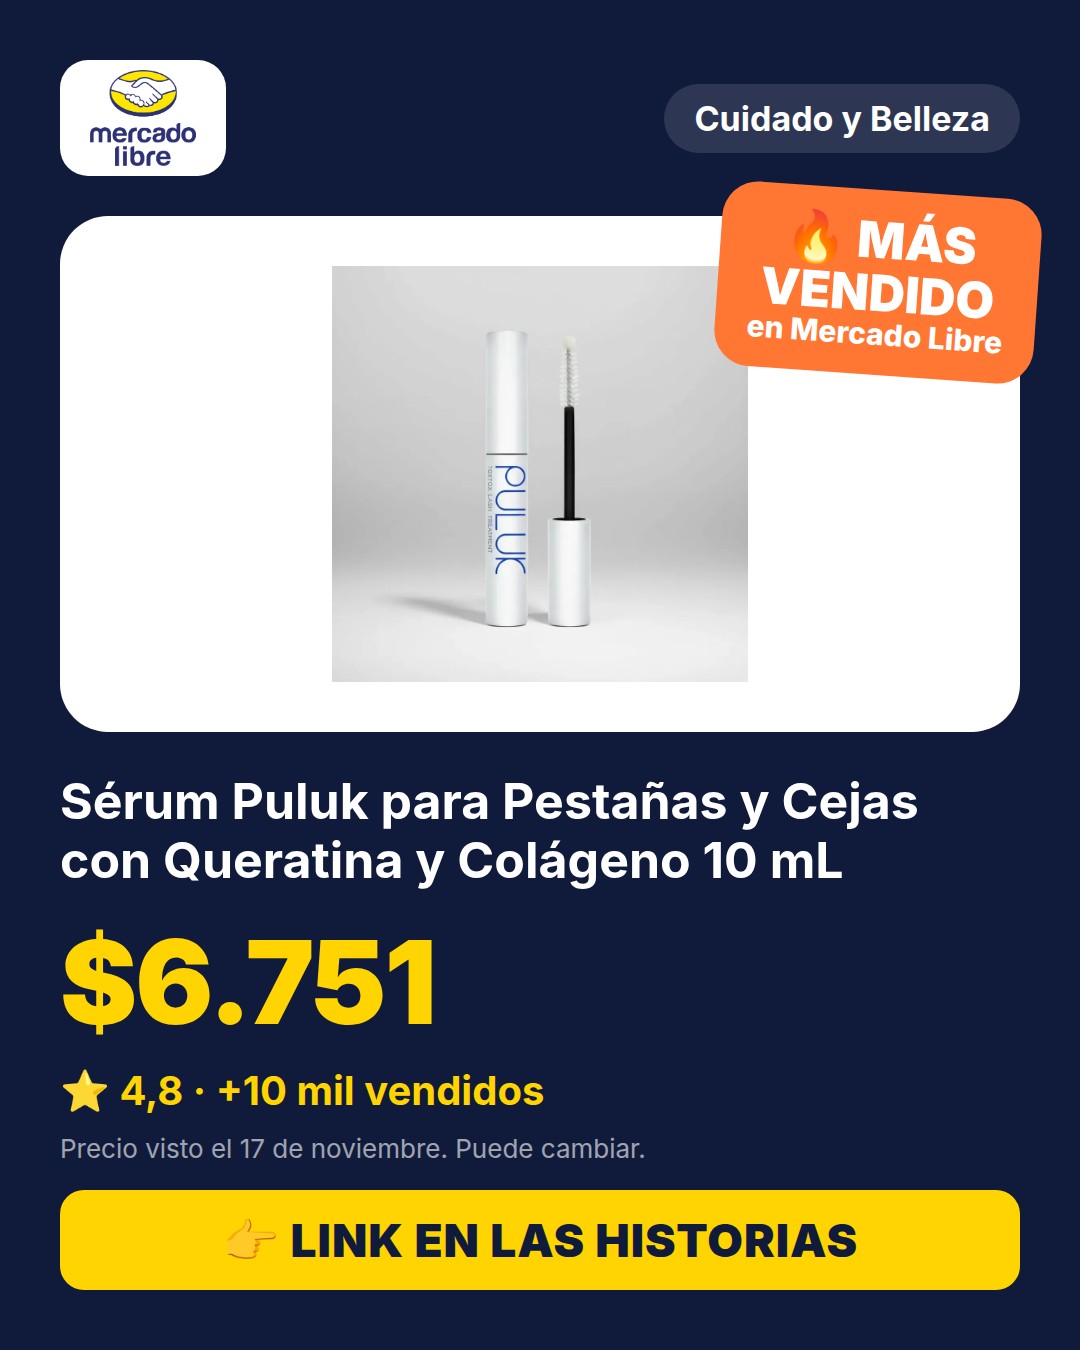 mercado
libre
Cuidado y Belleza
🔥 MÁS
VENDIDO
en Mercado Libre
PULUK
Sérum Puluk para Pestañas y Cejas
con Queratina y Colágeno 10 mL
$6.751
⭐ 4,8 · +10 mil vendidos
Precio visto el 17 de noviembre. Puede cambiar.
👉 LINK EN LAS HISTORIAS